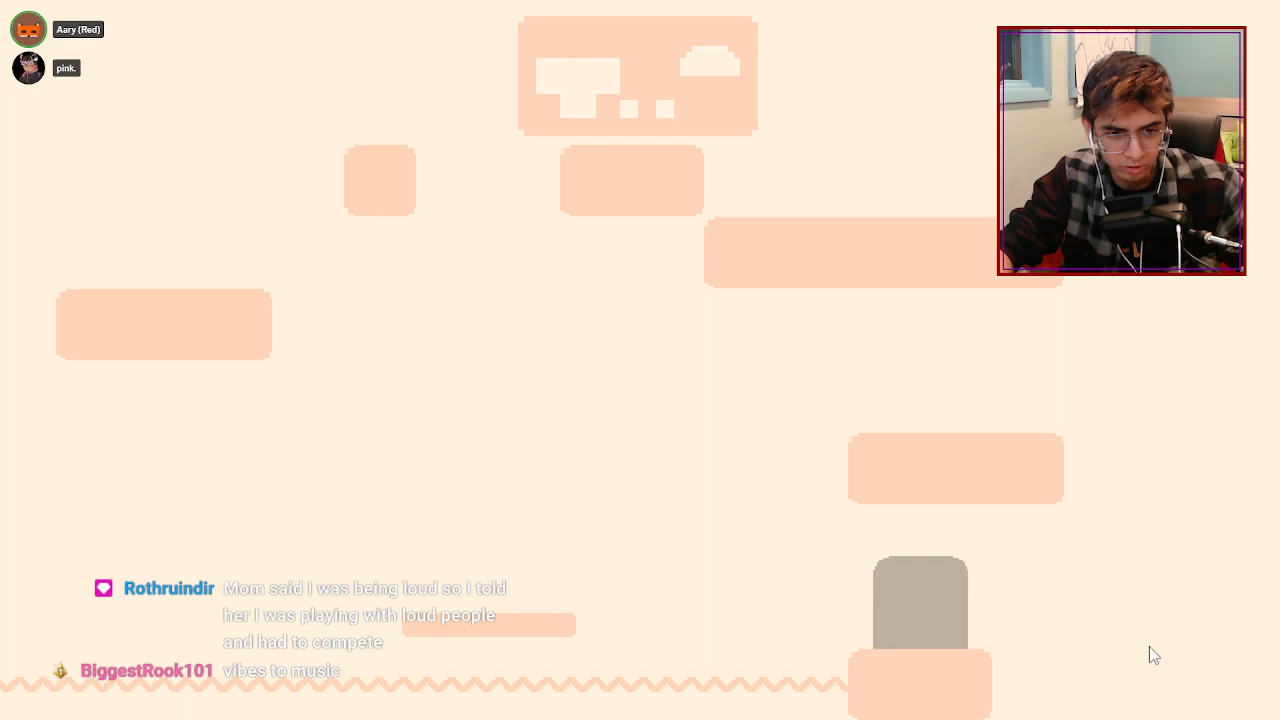 Aary (Red)
pink.
Rothruindir Mom said I was being loud so I told
her I was playing with loud people
and had to compete
BiggestRook101 vibes to music